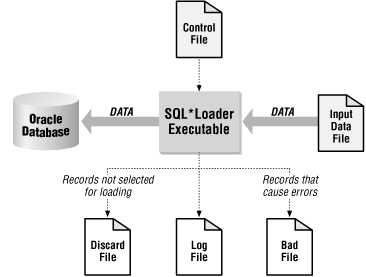 Control
File
Oracle
Database
DATA
SQL*Loader
Executable
DATA
Input
Data
File
Records not selected
for loading
Records that
cause errors
Discard
File
Log
File
Bad
File